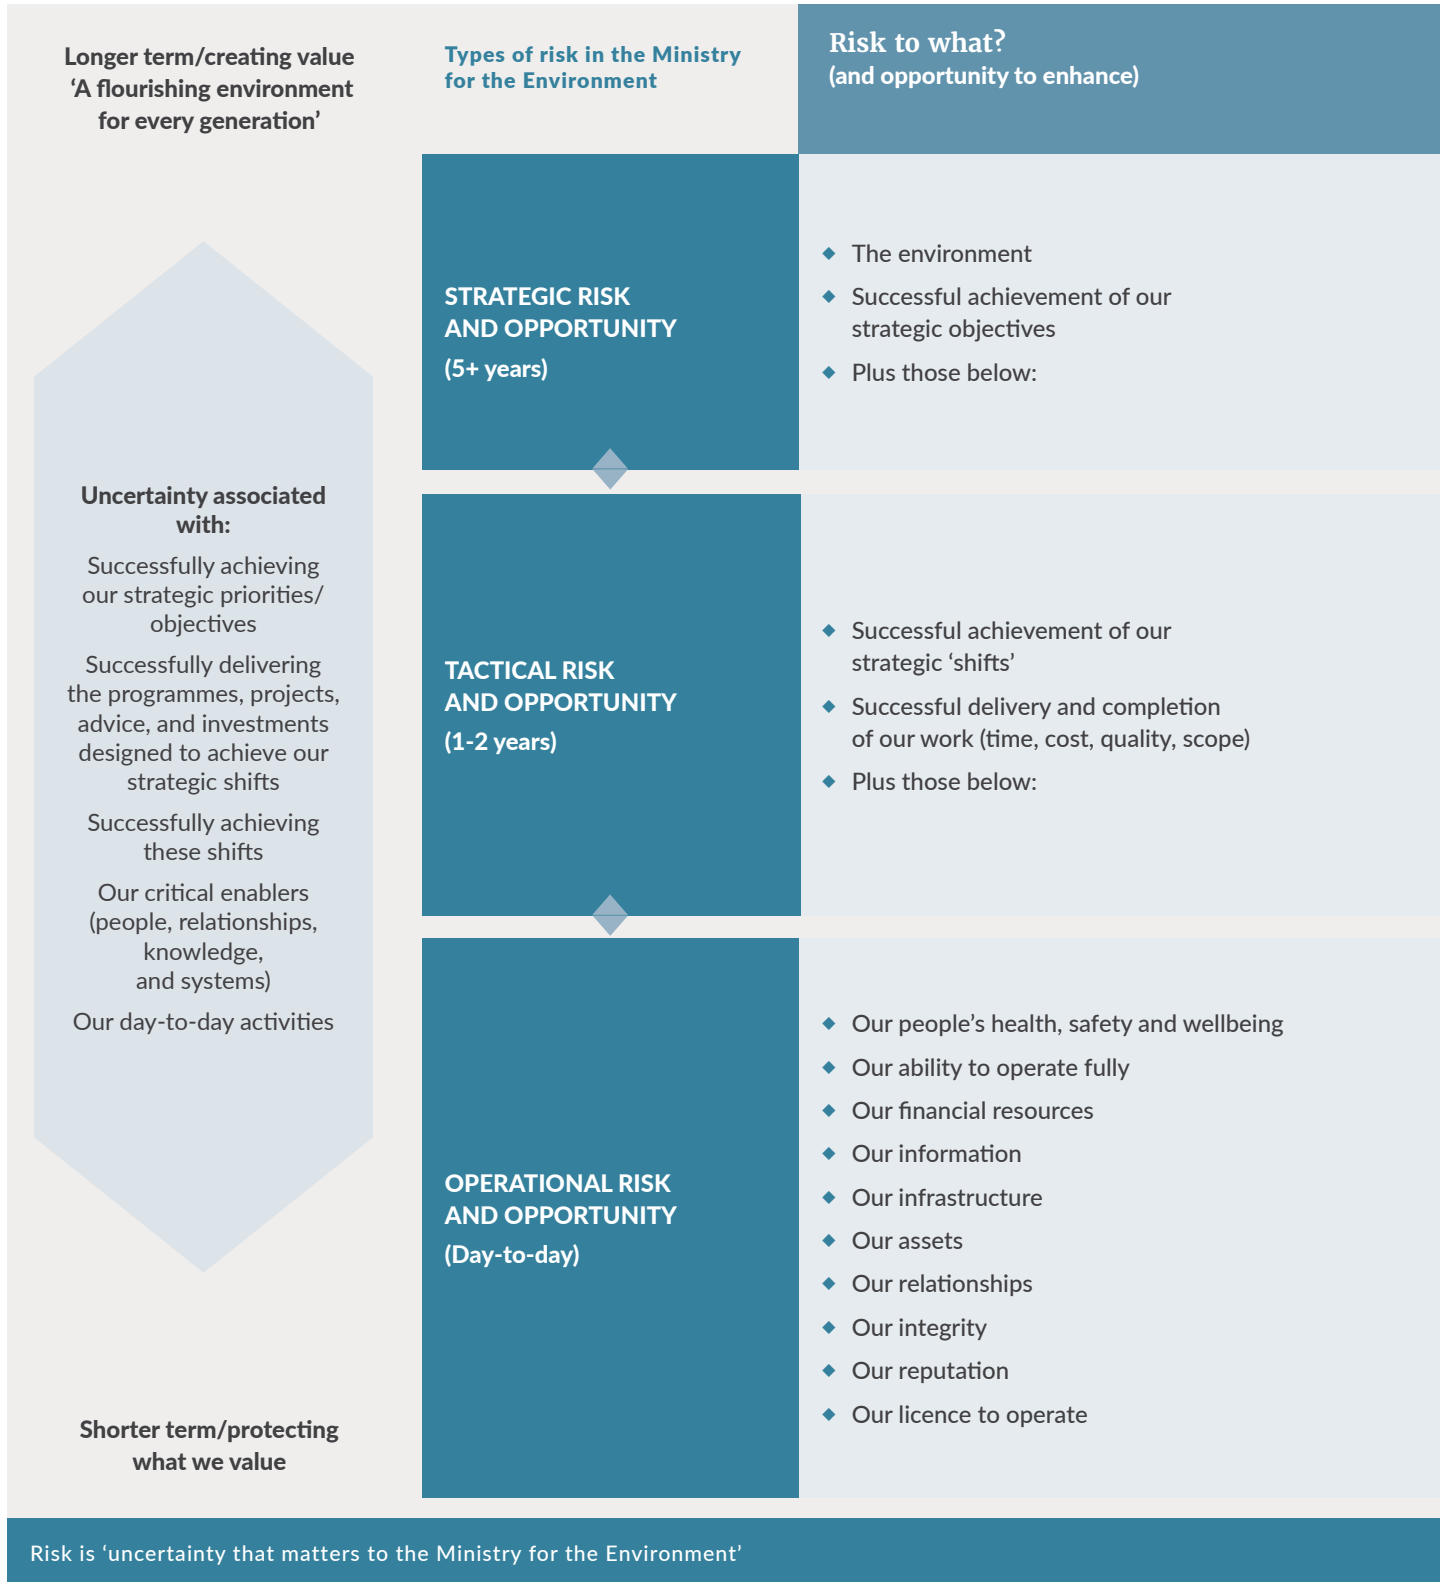 Longer term/creating value
‘A flourishing environment
for every generation’
Types of risk in the Ministry
for the Environment
Risk to what?
(and opportunity to enhance)
Uncertainty associated
with:
Successfully achieving
our strategic priorities/
objectives
Successfully delivering
the programmes, projects,
advice, and investments
designed to achieve our
strategic shifts
Successfully achieving
these shifts
Our critical enablers
(people, relationships,
knowledge,
and systems)
Our day-to-day activities
Shorter term/protecting
what we value
STRATEGIC RISK
AND OPPORTUNITY
(5+ years)
The environment
Successful achievement of our
strategic objectives
Plus those below:
TACTICAL RISK
AND OPPORTUNITY
(1-2 years)
Successful achievement of our
strategic ‘shifts’
Successful delivery and completion
of our work (time, cost, quality, scope)
Plus those below:
OPERATIONAL RISK
AND OPPORTUNITY
(Day-to-day)
Our people’s health, safety and wellbeing
Our ability to operate fully
Our financial resources
Our information
Our infrastructure
Our assets
Our relationships
Our integrity
Our reputation
Our licence to operate
Risk is ‘uncertainty that matters to the Ministry for the Environment’